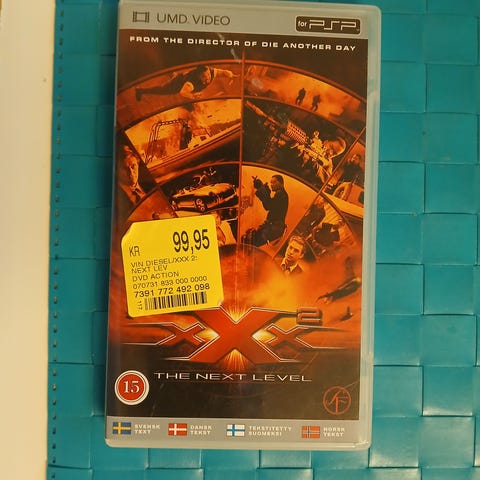 UMD. VIDEO
for PSP
FROM THE DIRECTOR OF DIE ANOTHER DAY
KR 99,95
VIN DIESEL/XXX 2:
NEXT LEV
DVD ACTION
070731 833 000 0000
7391 772 492 098
17
xXx2
THE NEXT LEVEL
15
SVENSK TEXT
DANSK TEKST
TEKSTITETTY SUOMEKSI
NORSK TEKST